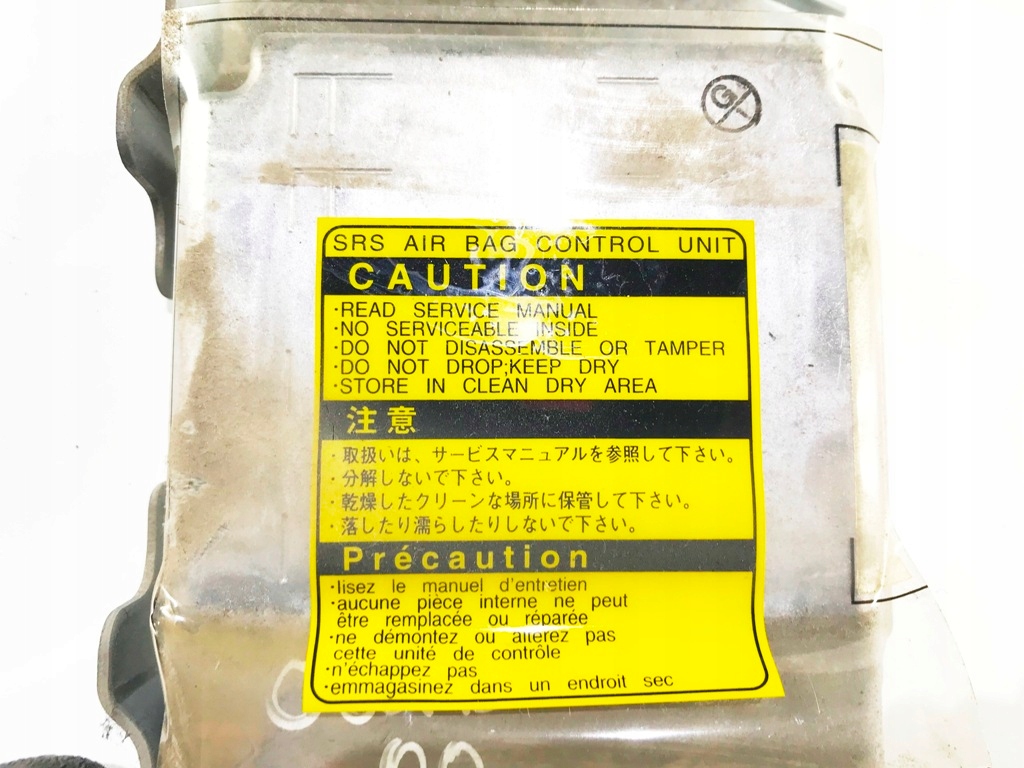 G
SRS AIR BAG CONTROL UNIT
CAUTION
·READ SERVICE MANUAL
·NO SERVICEABLE INSIDE
·DO NOT DISASSEMBLE OR TAMPER
·DO NOT DROP;KEEP DRY
·STORE IN CLEAN DRY AREA
注意
·取扱いは、サービスマニュアルを参照して下さい。
·分解しないで下さい。
·乾燥したクリーンな場所に保管して下さい。
·落したり濡らしたりしないで下さい。
Précaution
·lisez le manuel d'entretien
·aucune pièce interne ne peut
être remplacée ou réparée
·ne démontez ou altérez pas
cette unité de contrôle
·n'échappez pas
·emmagasinez dans un endroit sec